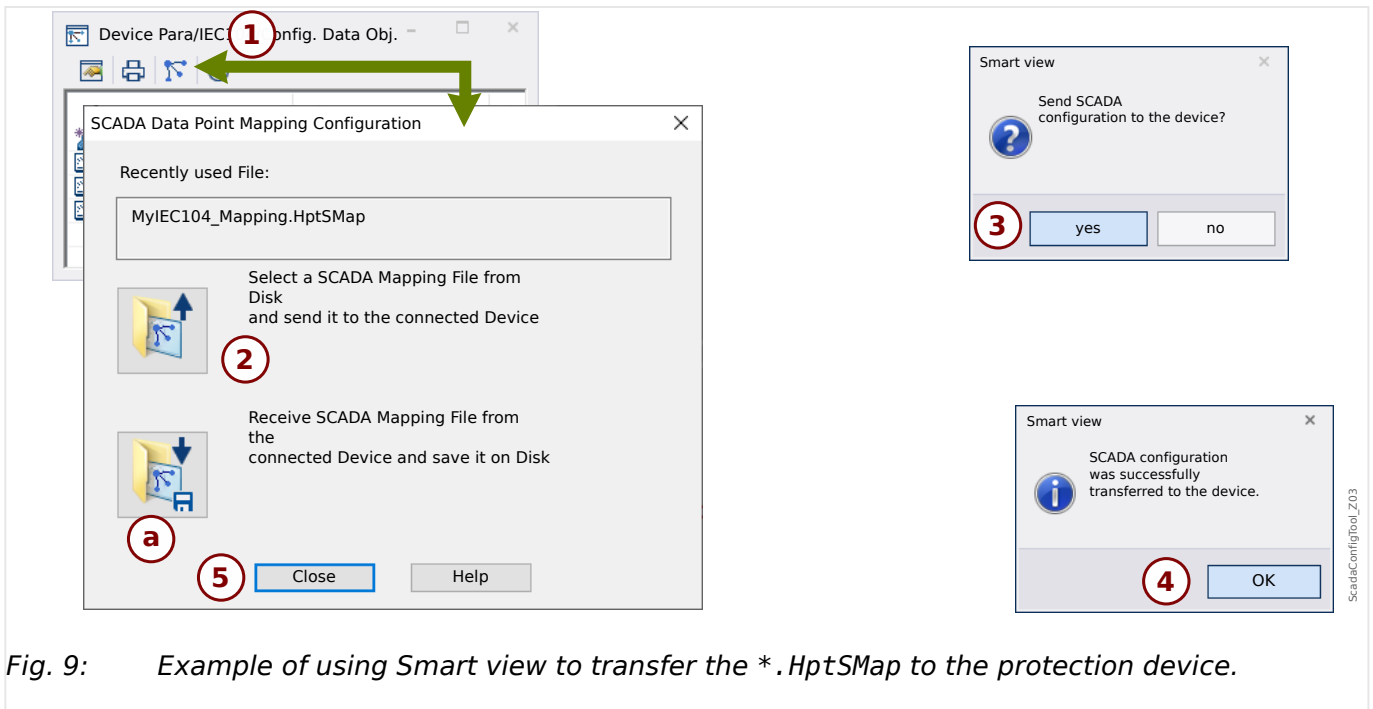 Device Para/IEC1 onfig. Data Obj.
1
SCADA Data Point Mapping Configuration
Recently used File:
MyIEC104_Mapping.HptSMap
Select a SCADA Mapping File from
Disk
and send it to the connected Device
2
Receive SCADA Mapping File from
the
connected Device and save it on Disk
a
5
Close
Help
Smart view
Send SCADA
configuration to the device?
3
yes
no
Smart view
SCADA configuration
was successfully
transferred to the device.
4
OK
ScadaConfigTool_Z03
Fig. 9: Example of using Smart view to transfer the *.HptSMap to the protection device.